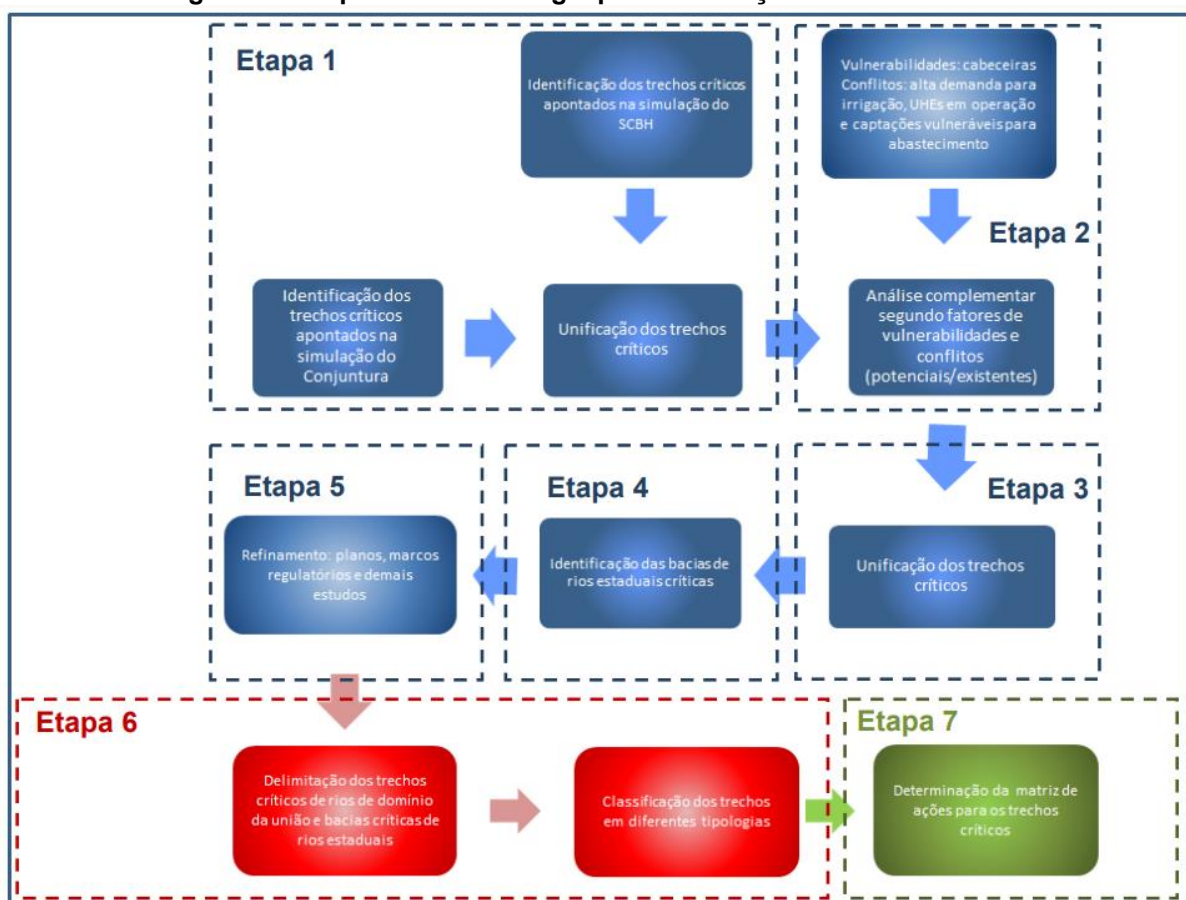 Etapa 1
Identificação dos trechos críticos
apontados na simulação do
SCBH
Identificação dos
trechos críticos
apontados na
simulação do
Conjuntura
Unificação dos trechos
críticos
Vulnerabilidades: cabeceiras
Conflitos: alta demanda para
irrigação, UHEs em operação
e captações vulneráveis para
abastecimento
Etapa 2
Análise complementar
segundo fatores de
vulnerabilidades e
conflitos
(potenciais/existentes)
Etapa 3
Unificação dos trechos
críticos
Etapa 4
Identificação das bacias de
rios estaduais críticas
Etapa 5
Refinamento: planos, marcos
regulatórios e demais
estudos
Etapa 6
Delimitação dos trechos
críticos de rios de domínio
da união e bacias críticas de
rios estaduais
Classificação dos trechos
em diferentes tipologias
Etapa 7
Determinação da matriz de
ações para os trechos
críticos